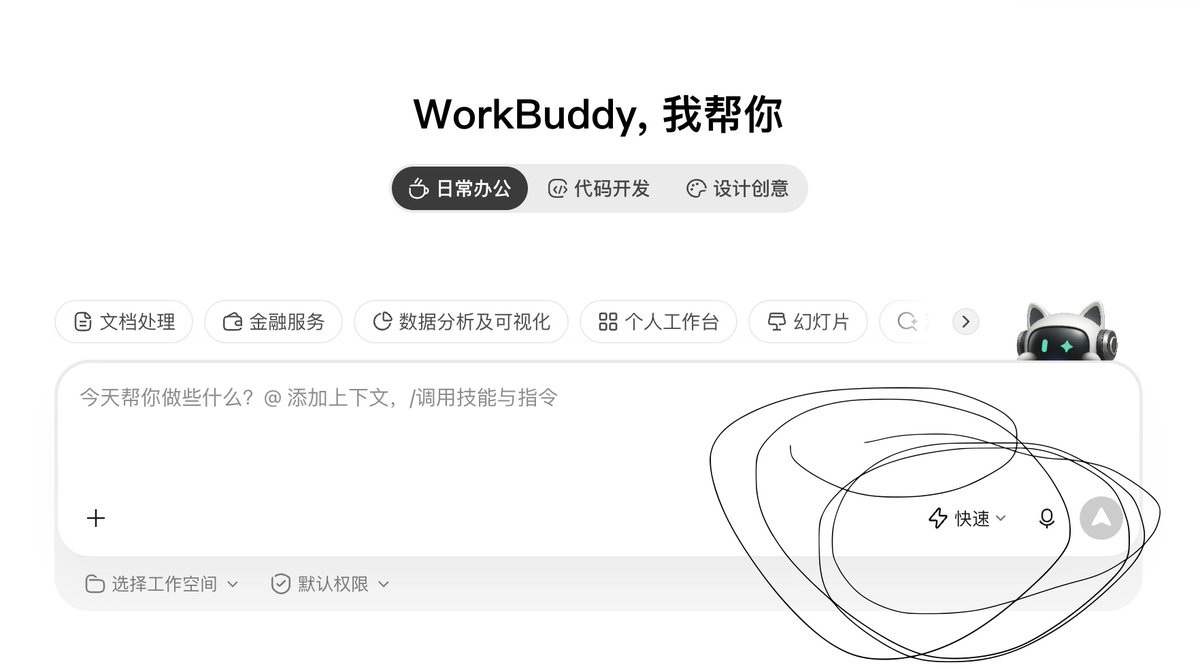 WorkBuddy, 我帮你
日常办公 代码开发 设计创意
文档处理 金融服务 数据分析及可视化 个人工作台 幻灯片
今天帮你做些什么？@ 添加上下文，/调用技能与指令
快速
选择工作空间 默认权限